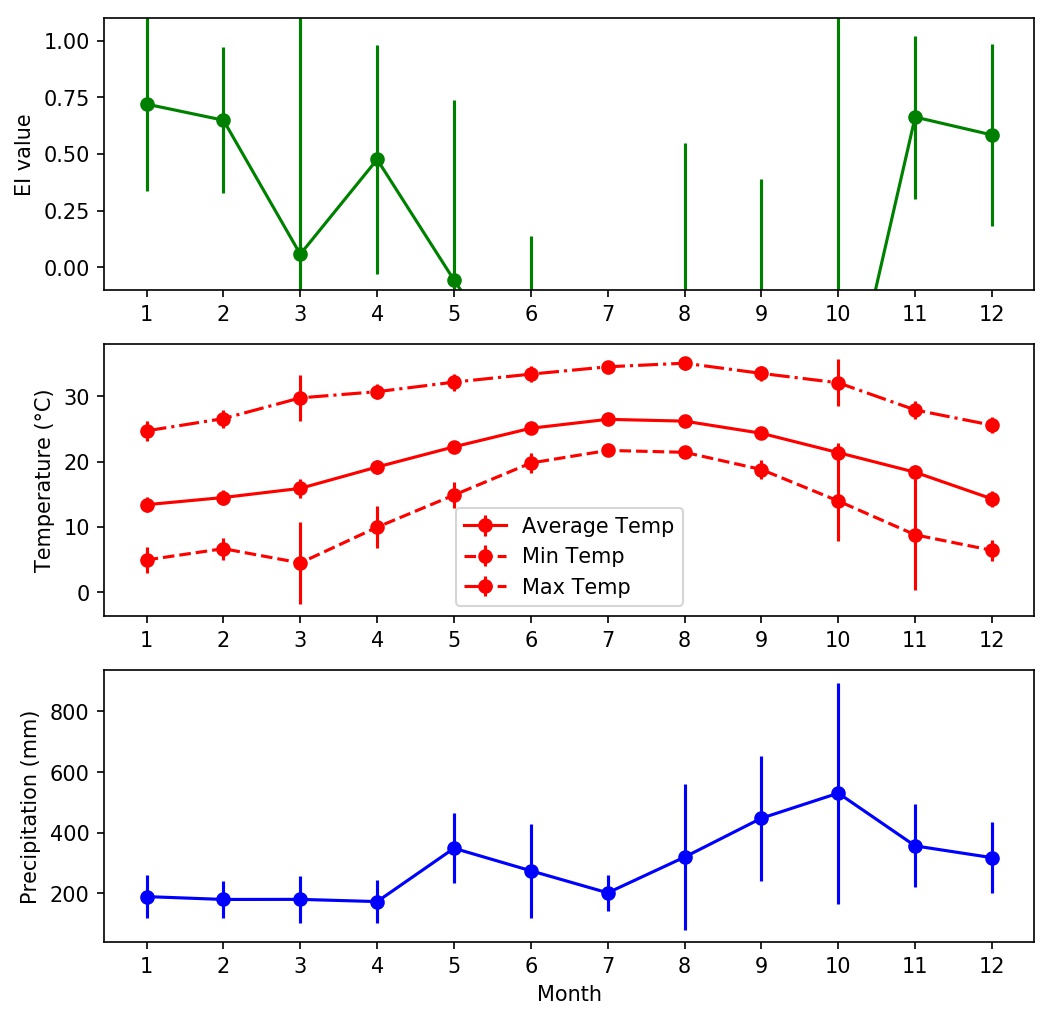 EI value
1.00
0.75
0.50
0.25
0.00
1 2 3 4 5 6 7 8 9 10 11 12
Temperature (°C)
30
20
10
0
Average Temp
Min Temp
Max Temp
1 2 3 4 5 6 7 8 9 10 11 12
Precipitation (mm)
800
600
400
200
1 2 3 4 5 6 7 8 9 10 11 12
Month